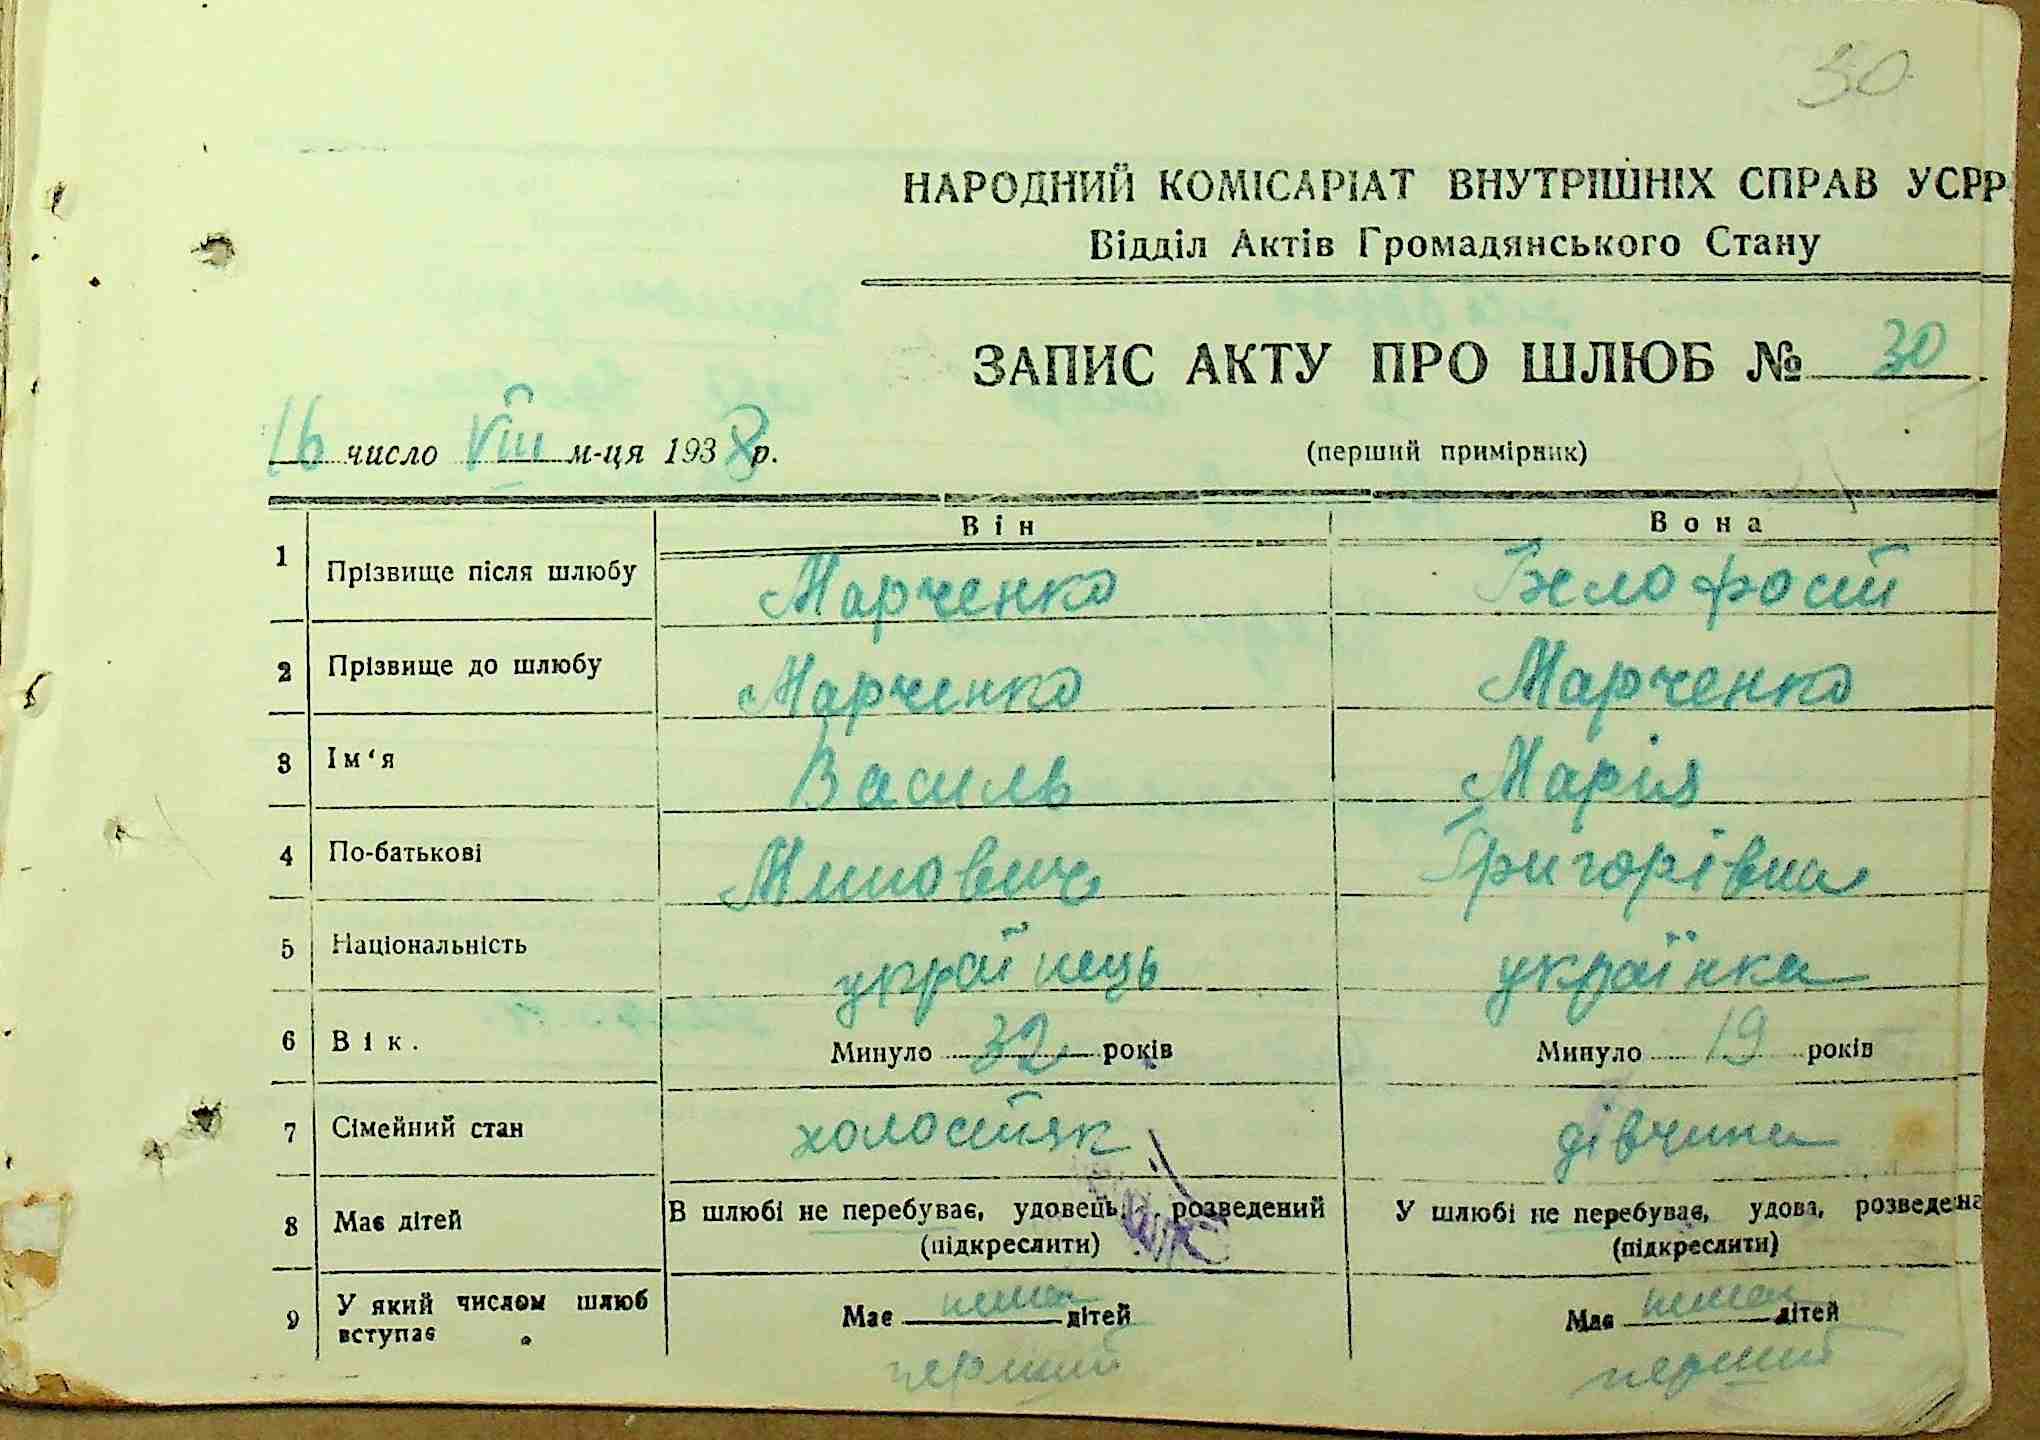 30
НАРОДНИЙ КОМІСАРІАТ ВНУТРІШНІХ СПРАВ УСРР
Відділ Актів Громадянського Стану
ЗАПИС АКТУ ПРО ШЛЮБ № 30
16 число VIII м-ця 1938 р.
(перший примірник)
Він Вона
1 Прізвище після шлюбу Марченко
2 Прізвище до шлюбу Марченко Марченко
3 Ім‘я Василь Марія
4 По-батькові Григорівна
5 Національність українець українка
6 Вік. Минуло 32 років Минуло 19 років
7 Сімейний стан холостяк дівчина
8 Має дітей В шлюбі не перебуває, удовець, розведений У шлюбі не перебуває, удова, розведена
(підкреслити) (підкреслити)
9 У який числом шлюб вступає Має немає дітей Має немає дітей
перший перший